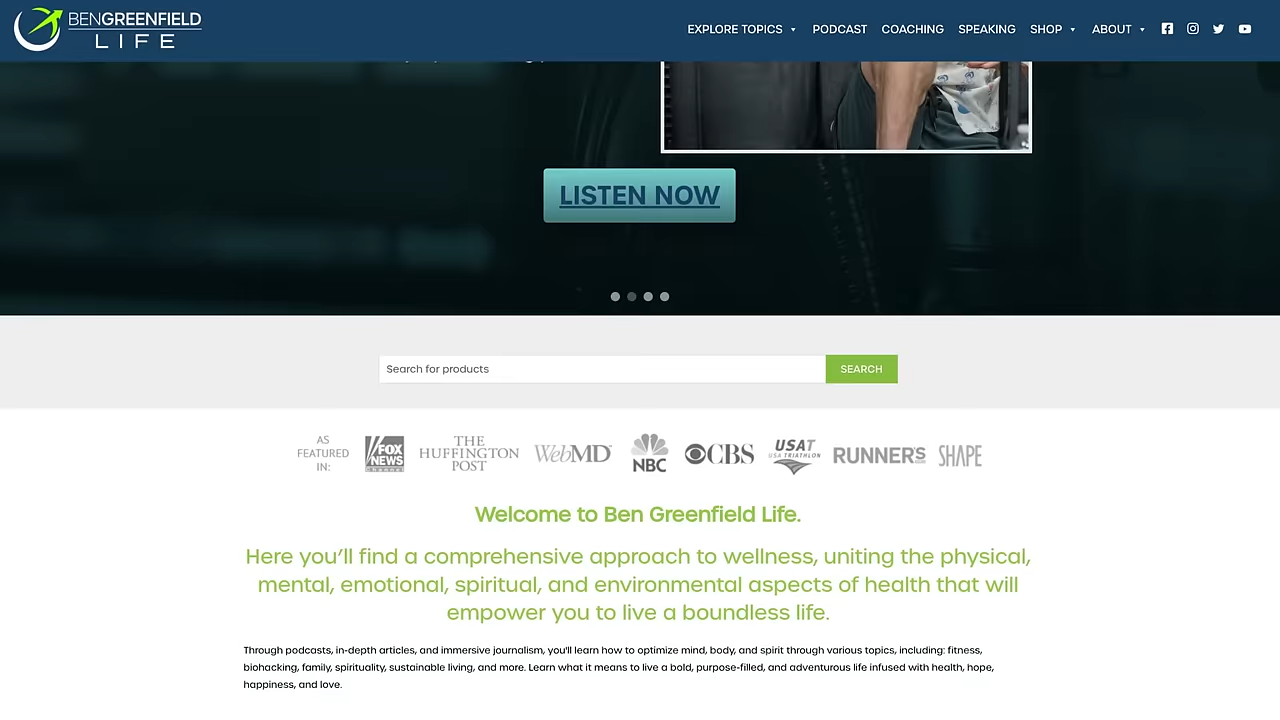 BENGREENFIELD
LIFE
EXPLORE TOPICS PODCAST COACHING SPEAKING SHOP ABOUT
LISTEN NOW
Search for products
SEARCH
AS
FEATURED
IN:
FOX
NEWS
Channel
THE
HUFFINGTON
POST
WebMD
NBC
CBS
USAT
USA TRIATHLON
RUNNER'S
SHAPE
Welcome to Ben Greenfield Life.
Here you’ll find a comprehensive approach to wellness, uniting the physical,
mental, emotional, spiritual, and environmental aspects of health that will
empower you to live a boundless life.
Through podcasts, in-depth articles, and immersive journalism, you'll learn how to optimize mind, body, and spirit through various topics, including: fitness,
biohacking, family, spirituality, sustainable living, and more. Learn what it means to live a bold, purpose-filled, and adventurous life infused with health, hope,
happiness, and love.